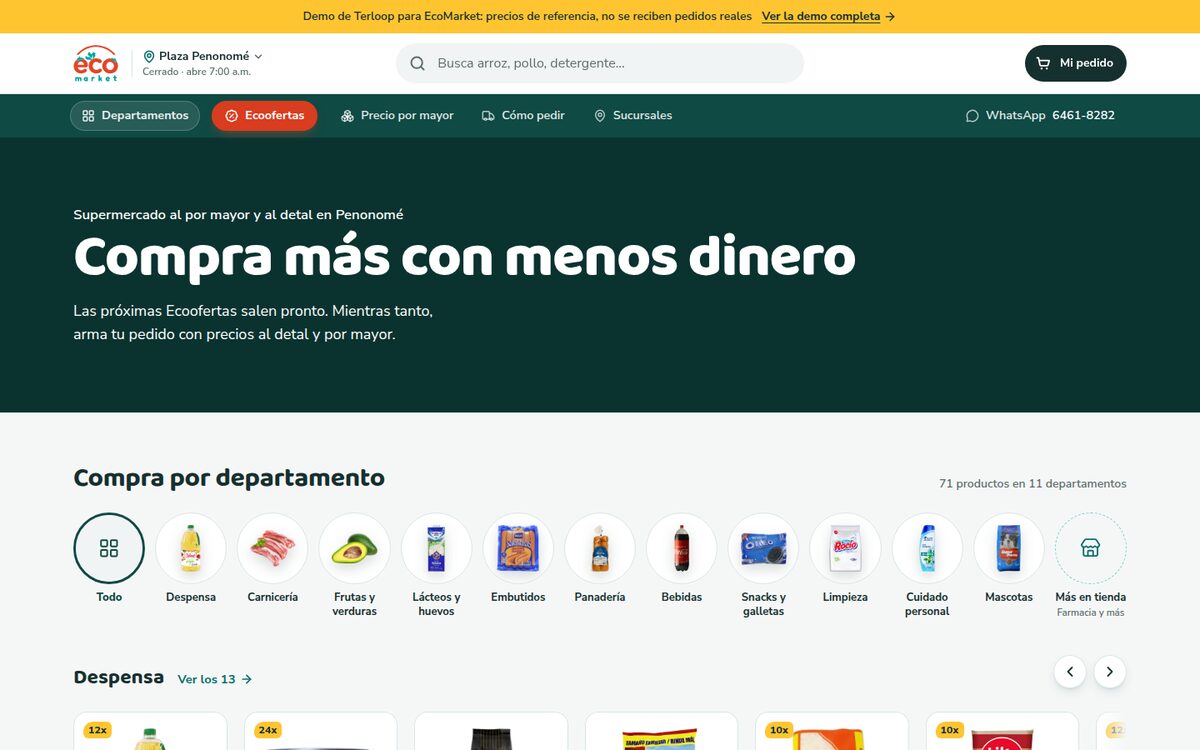 Demo de Terloop para EcoMarket: precios de referencia, no se reciben pedidos reales Ver la demo completa →
eco
market
Plaza Penonomé
Cerrado · abre 7:00 a.m.
Busca arroz, pollo, detergente...
Mi pedido
Departamentos
Ecoofertas
Precio por mayor
Cómo pedir
Sucursales
WhatsApp 6461-8282
Supermercado al por mayor y al detal en Penonomé
Compra más con menos dinero
Las próximas Ecoofertas salen pronto. Mientras tanto,
arma tu pedido con precios al detal y por mayor.
Compra por departamento
71 productos en 11 departamentos
OREO
Rocío
Todo
Despensa
Carnicería
Frutas y
verduras
Lácteos y
huevos
Embutidos
Panadería
Bebidas
Snacks y
galletas
Limpieza
Cuidado
personal
Mascotas
Más en tienda
Farmacia y más
Despensa
Ver los 13 →
12x
24x
10x
10x
12